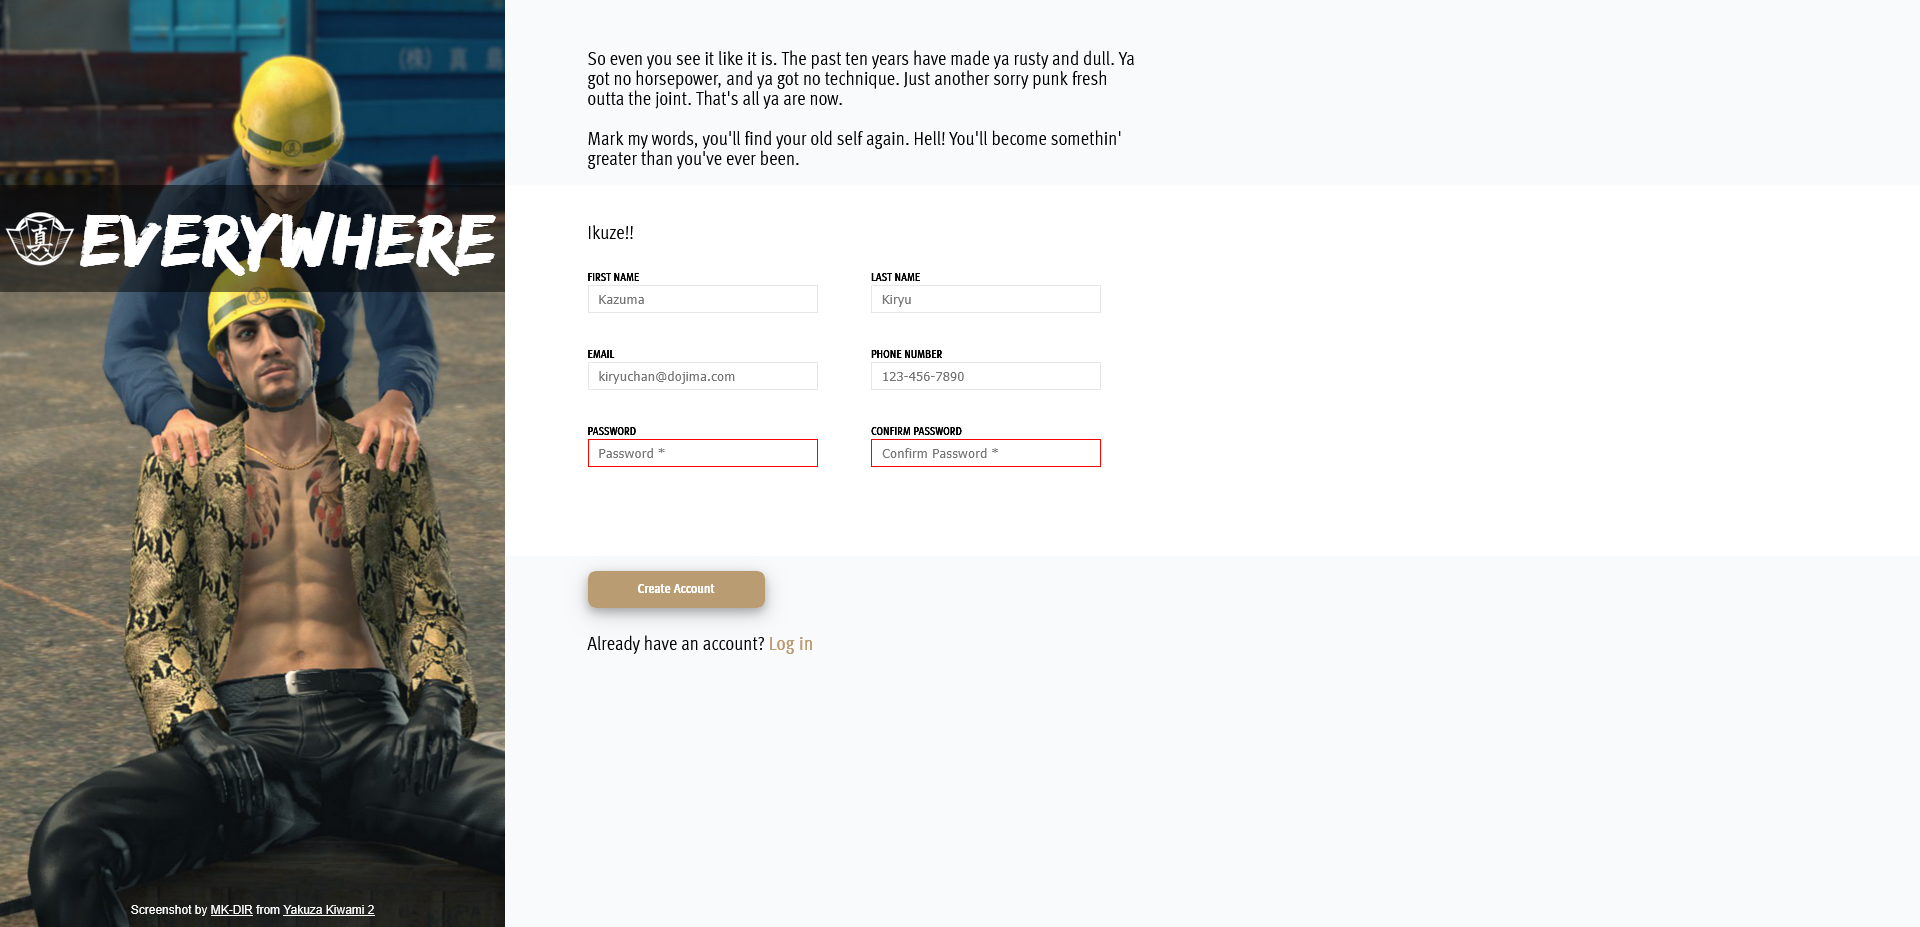 (株) 真島
真
EVERYWHERE
Screenshot by MK-DIR from Yakuza Kiwami 2
So even you see it like it is. The past ten years have made ya rusty and dull. Ya
got no horsepower, and ya got no technique. Just another sorry punk fresh
outta the joint. That's all ya are now.
Mark my words, you'll find your old self again. Hell! You'll become somethin'
greater than you've ever been.
Ikuze!!
FIRST NAME
Kazuma
LAST NAME
Kiryu
EMAIL
kiryuchan@dojima.com
PHONE NUMBER
123-456-7890
PASSWORD
Password *
CONFIRM PASSWORD
Confirm Password *
Create Account
Already have an account? Log in